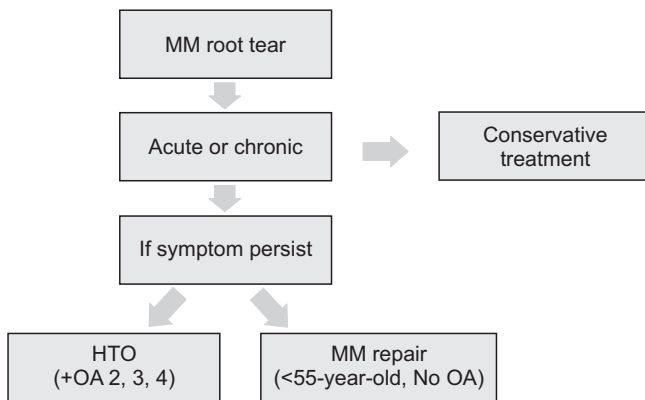 MM root tear
Acute or chronic
Conservative
treatment
If symptom persist
HTO
(+OA 2, 3, 4)
MM repair
(<55-year-old, No OA)